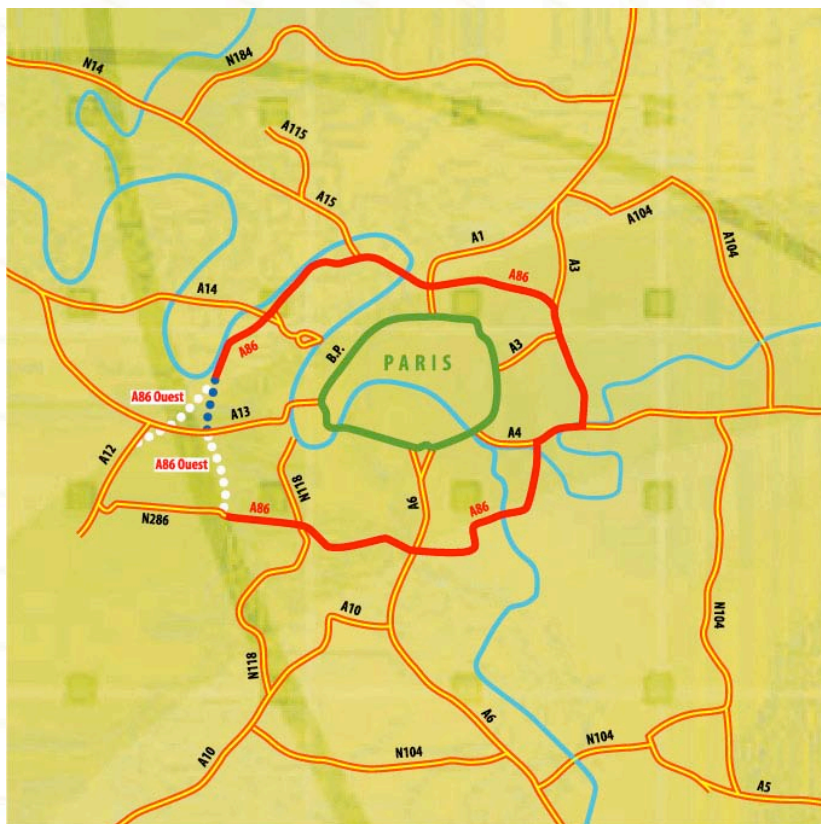 N14
N184
A115
A15
A1
A104
A104
A3
A86
A14
A86
B.P.
PARIS
A3
A86 Ouest
A13
A4
A12
A86 Ouest
N118
A6
A86
A86
N286
A10
N104
N118
A6
A10
N104
N104
A5